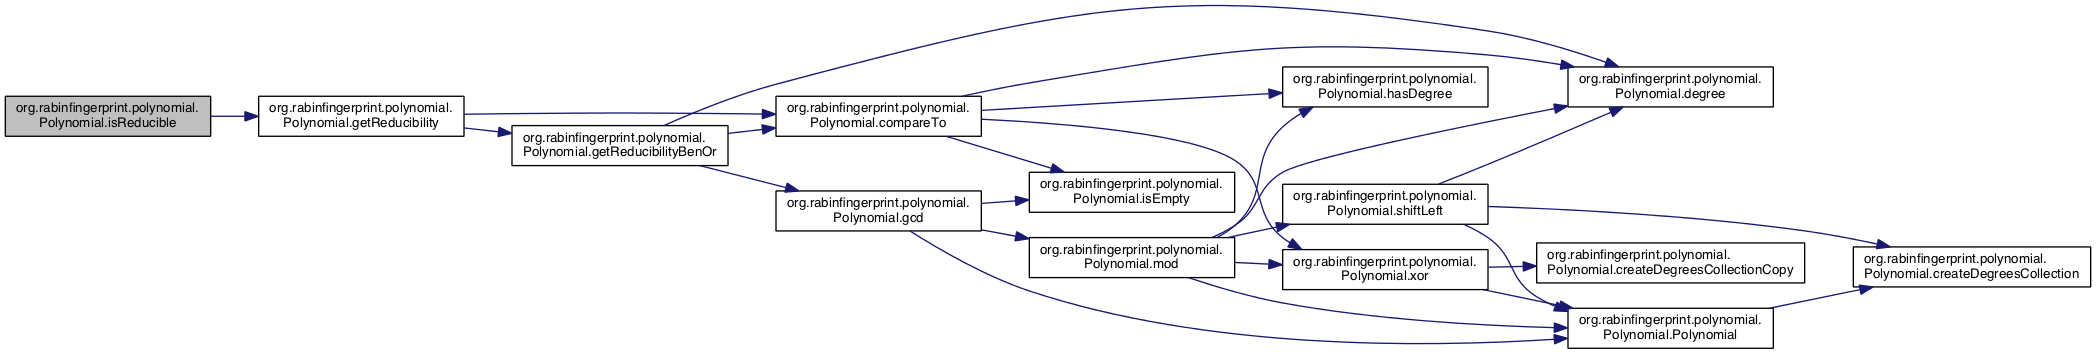 org.rabinfingerprint.polynomial.
Polynomial.isReducible
org.rabinfingerprint.polynomial.
Polynomial.getReducibility
org.rabinfingerprint.polynomial.
Polynomial.getReducibilityBenOr
org.rabinfingerprint.polynomial.
Polynomial.compareTo
org.rabinfingerprint.polynomial.
Polynomial.gcd
org.rabinfingerprint.polynomial.
Polynomial.isEmpty
org.rabinfingerprint.polynomial.
Polynomial.mod
org.rabinfingerprint.polynomial.
Polynomial.hasDegree
org.rabinfingerprint.polynomial.
Polynomial.shiftLeft
org.rabinfingerprint.polynomial.
Polynomial.xor
org.rabinfingerprint.polynomial.
Polynomial.degree
org.rabinfingerprint.polynomial.
Polynomial.createDegreesCollectionCopy
org.rabinfingerprint.polynomial.
Polynomial.Polynomial
org.rabinfingerprint.polynomial.
Polynomial.createDegreesCollection